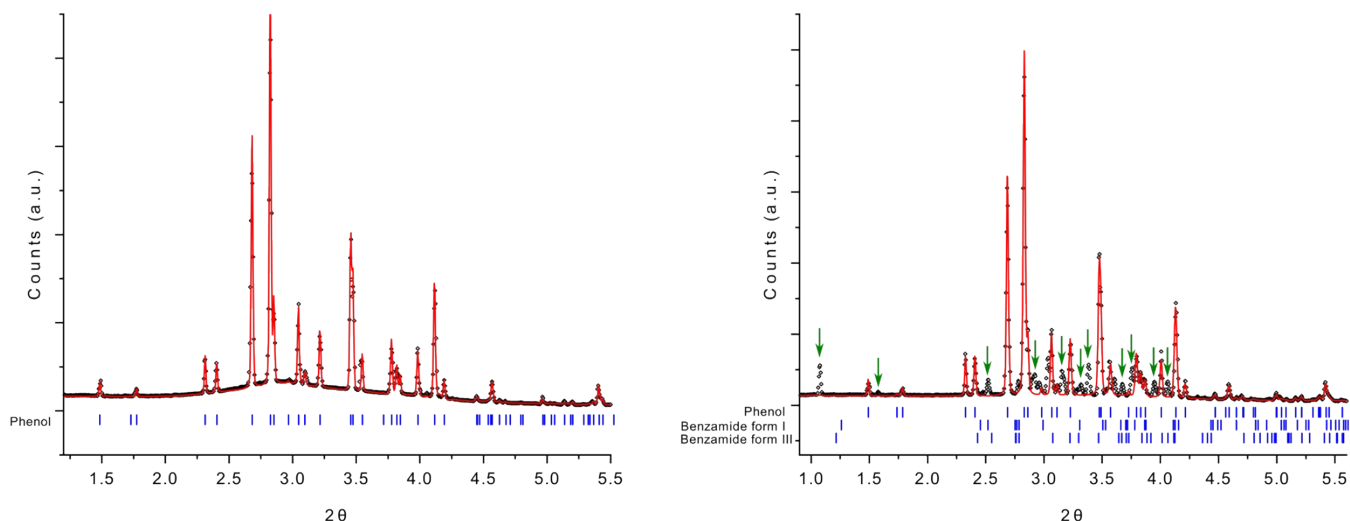 Counts (a.u.)
Phenol
1.5 2.0 2.5 3.0 3.5 4.0 4.5 5.0 5.5
2θ
Counts (a.u.)
Phenol
Benzamide form I
Benzamide form III
1.0 1.5 2.0 2.5 3.0 3.5 4.0 4.5 5.0 5.5
2θ